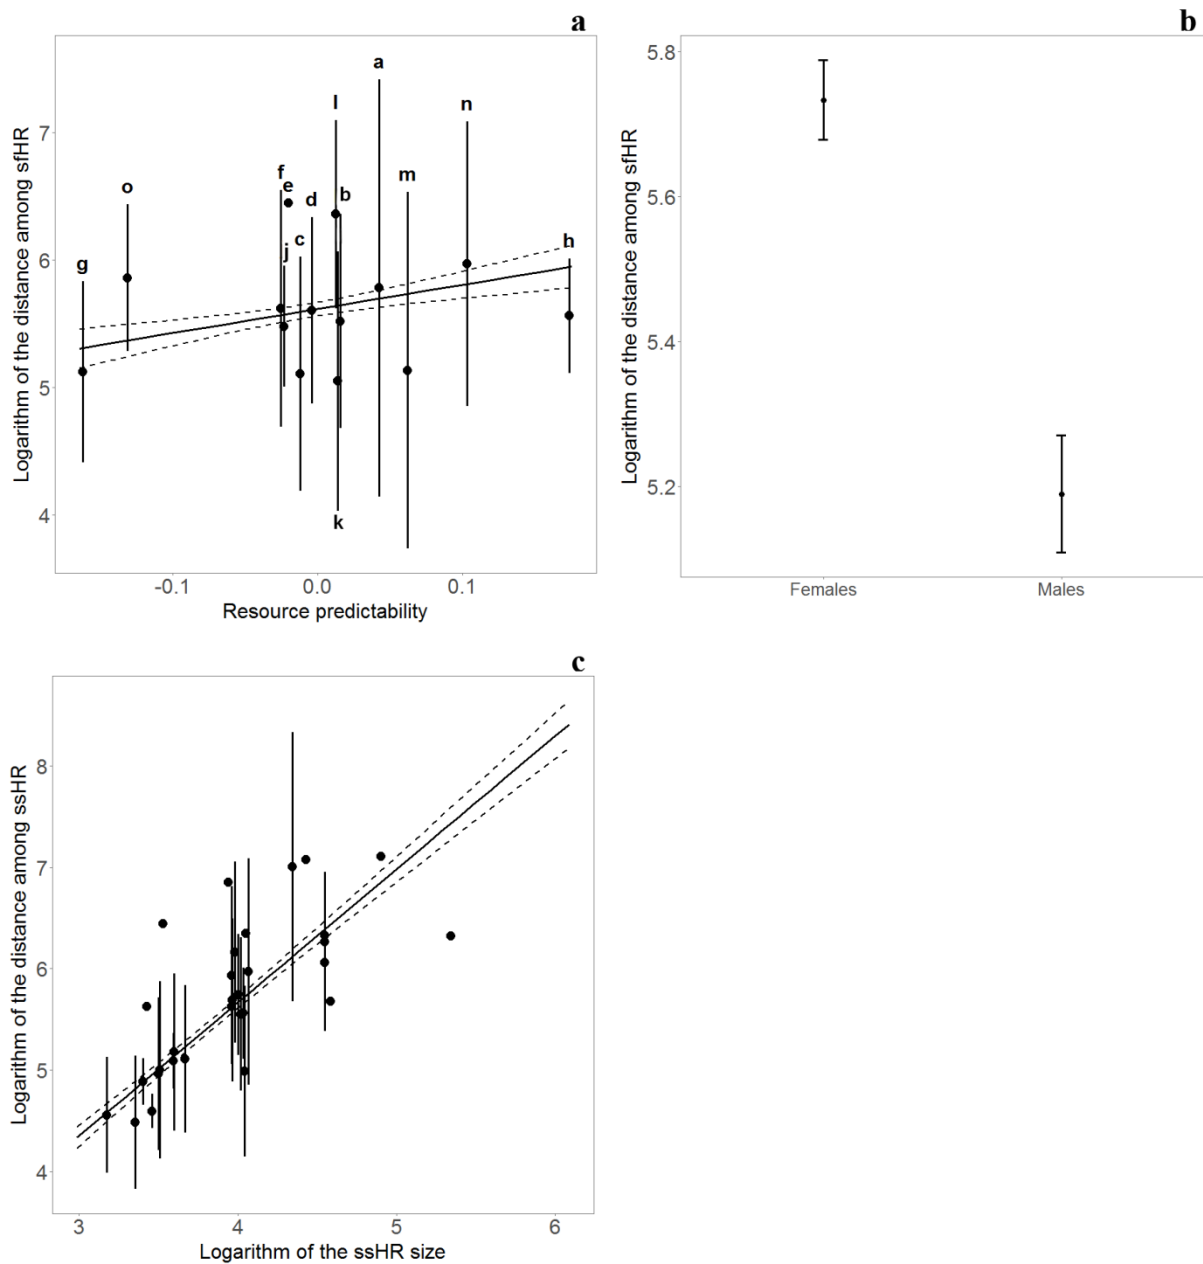 a
b
Logarithm of the distance among sfHR
7
6
5
4
g
o
f
e
j
c
d
l
b
k
a
m
n
h
-0.1
0.0
0.1
Resource predictability
Logarithm of the distance among sfHR
5.8
5.6
5.4
5.2
Females
Males
c
Logarithm of the distance among ssHR
8
7
6
5
4
3
4
5
6
Logarithm of the ssHR size